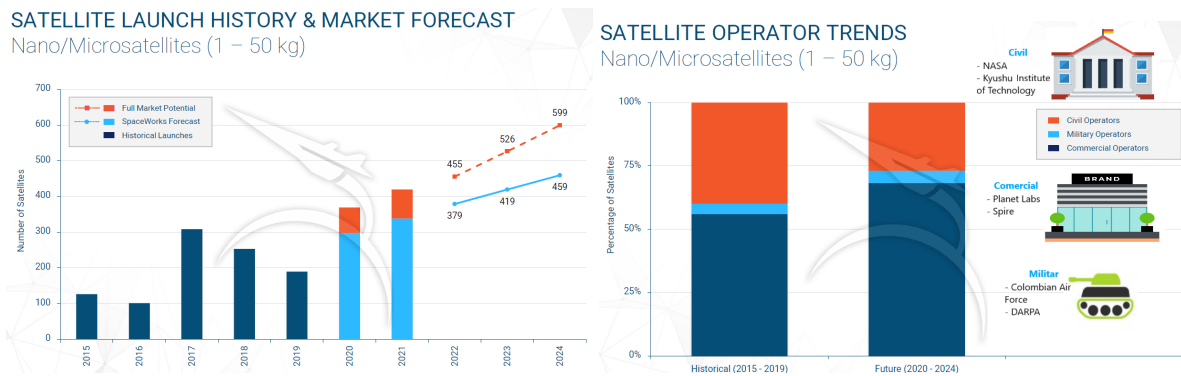 SATELLITE LAUNCH HISTORY & MARKET FORECAST
Nano/Microsatellites (1 – 50 kg)
700
600
500
400
300
200
100
0
Number of Satellites
Full Market Potential
SpaceWorks Forecast
Historical Launches
455
526
599
379
419
459
2015
2016
2017
2018
2019
2020
2021
2022
2023
2024
SATELLITE OPERATOR TRENDS
Nano/Microsatellites (1 – 50 kg)
100%
75%
50%
25%
0%
Percentage of Satellites
Historical (2015 - 2019)
Future (2020 - 2024)
Civil
- NASA
- Kyushu Institute
of Technology
Civil Operators
Military Operators
Commercial Operators
Comercial
- Planet Labs
- Spire
BRAND
Militar
- Colombian Air
Force
- DARPA